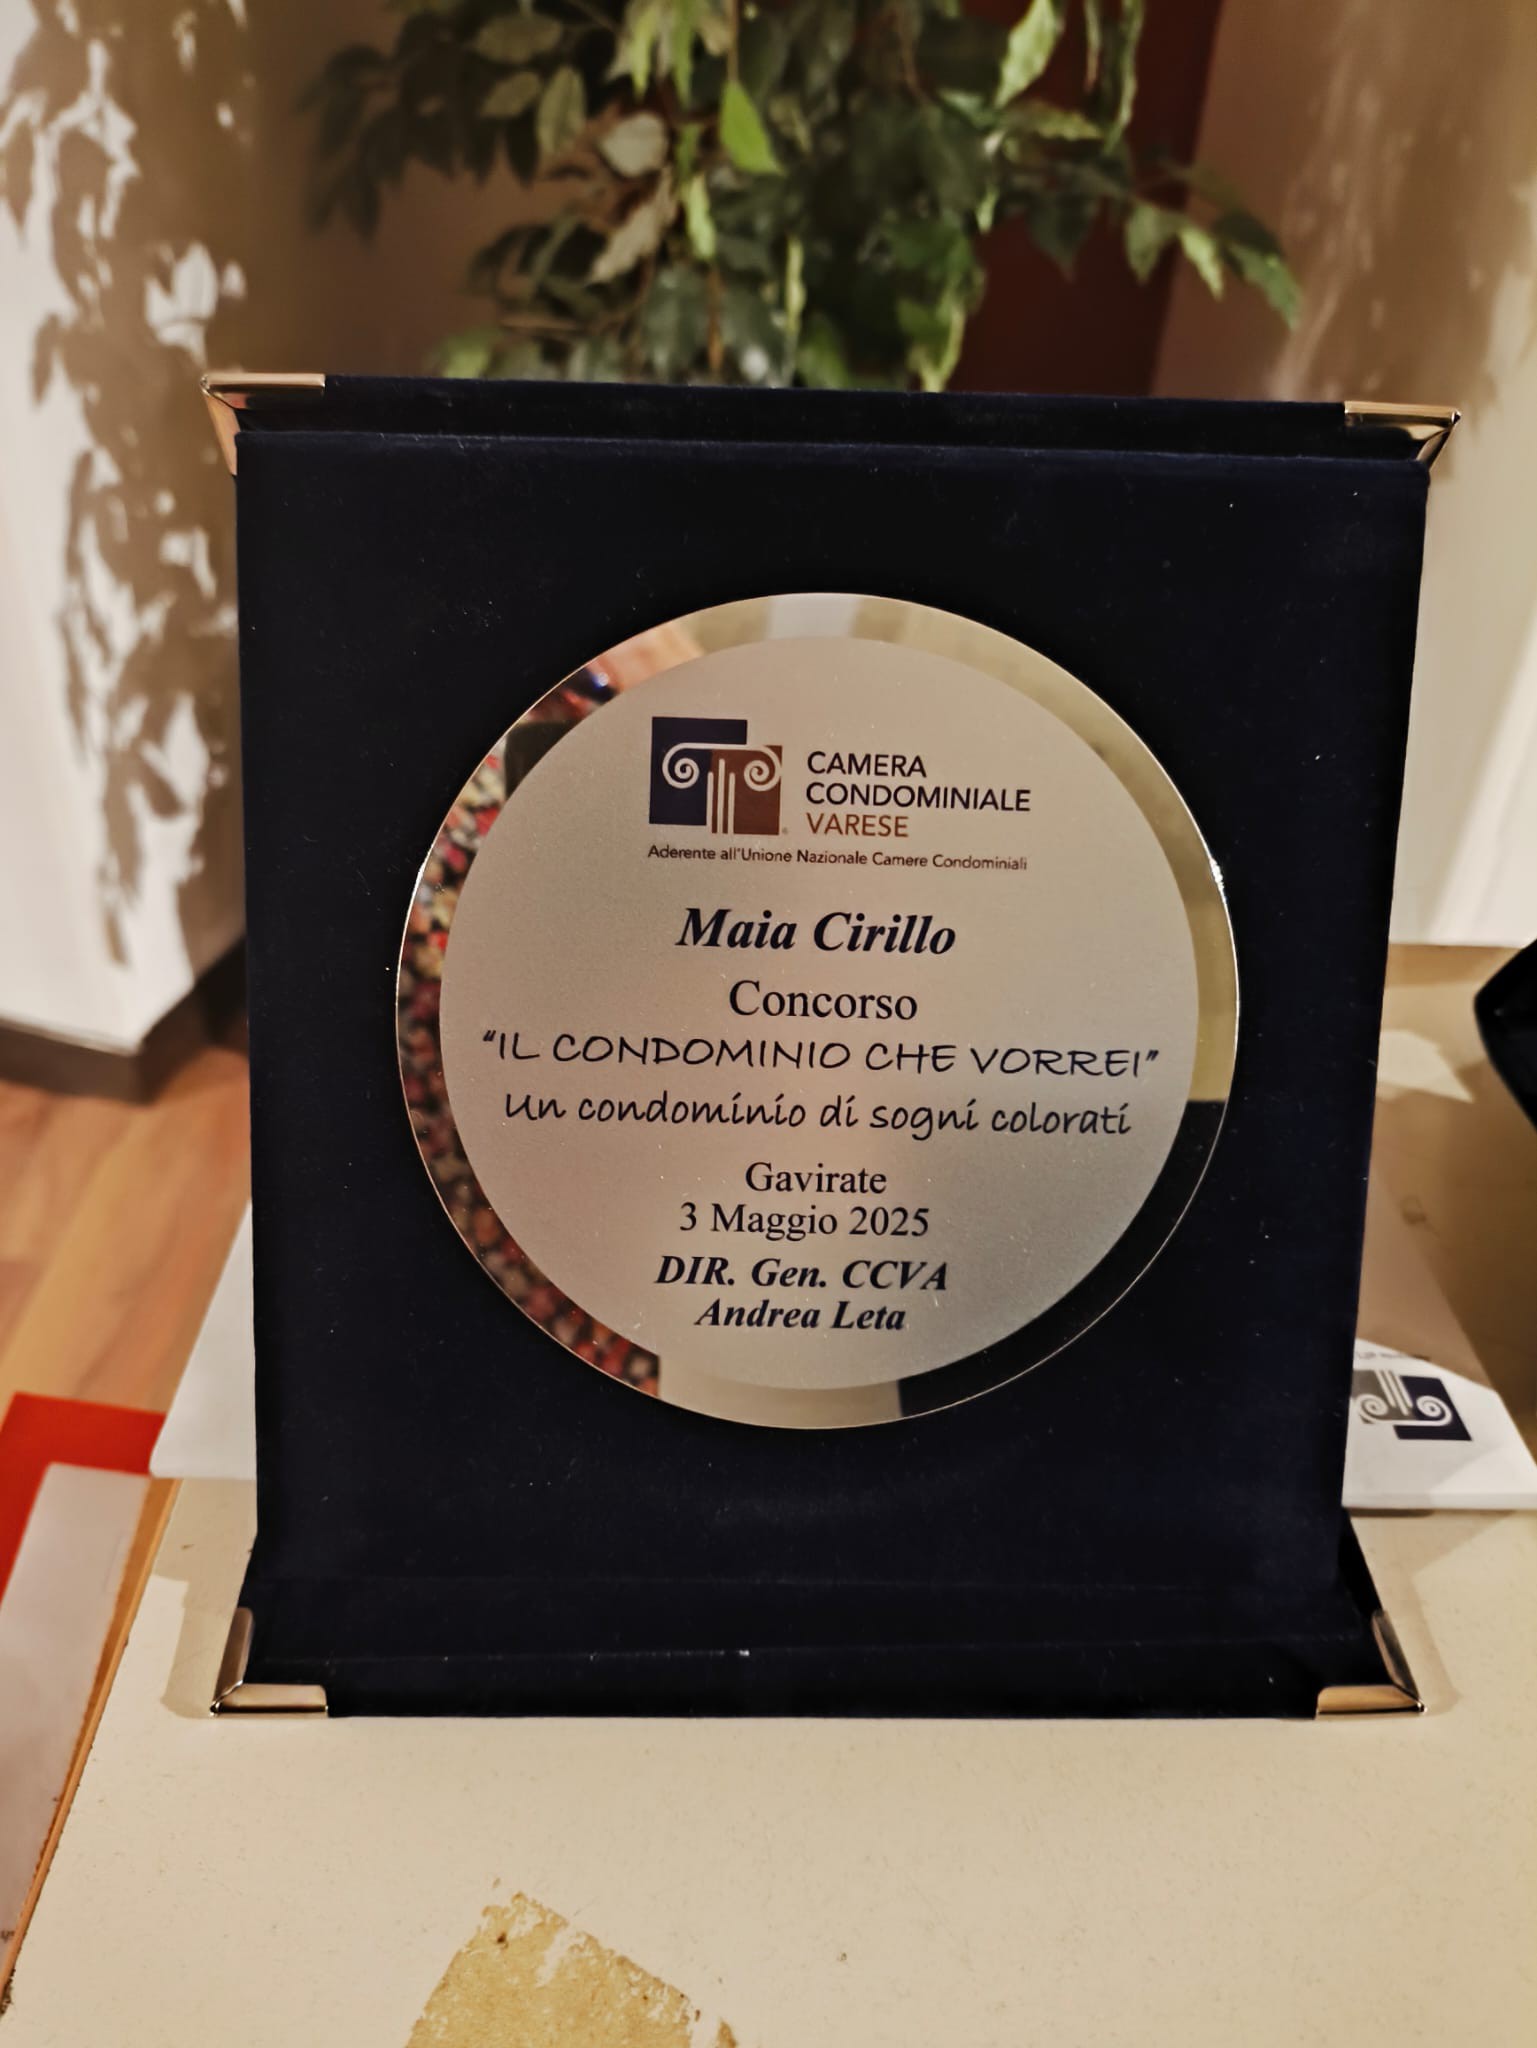 CAMERA
CONDOMINIALE
VARESE
Aderente all'Unione Nazionale Camere Condominiali
Maia Cirillo
Concorso
"IL CONDOMINIO CHE VORREI"
Un condominio di sogni colorati
Gavirate
3 Maggio 2025
DIR. Gen. CCVA
Andrea Leta